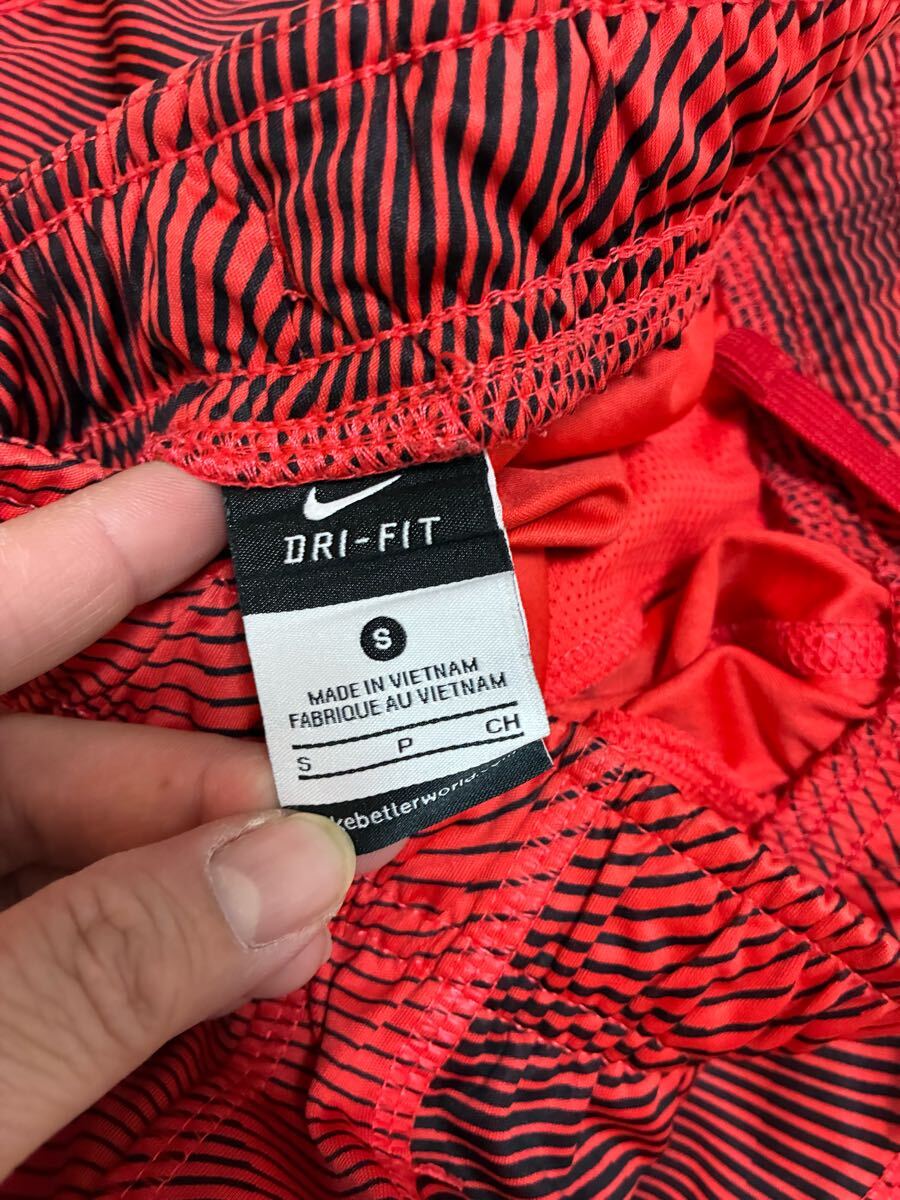 DRI-FIT
S
MADE IN VIETNAM
FABRIQUE AU VIETNAM
S P CH